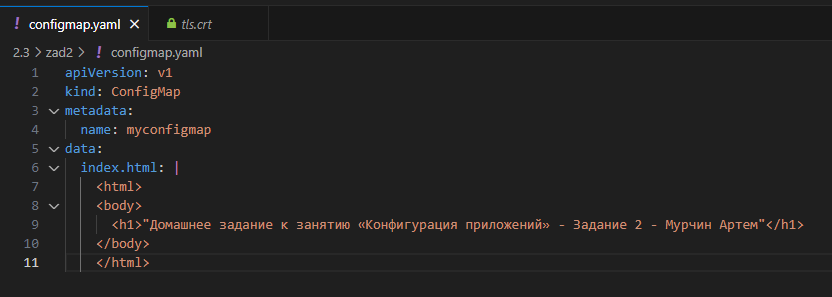 ! configmap.yaml × tls.crt
2.3 > zad2 > ! configmap.yaml
1 apiVersion: v1
2 kind: ConfigMap
3 metadata:
4 name: myconfigmap
5 data:
6 index.html: |
7 <html>
8 <body>
9 <h1>"Домашнее задание к занятию «Конфигурация приложений» - Задание 2 - Мурчин Артем"</h1>
10 </body>
11 </html>